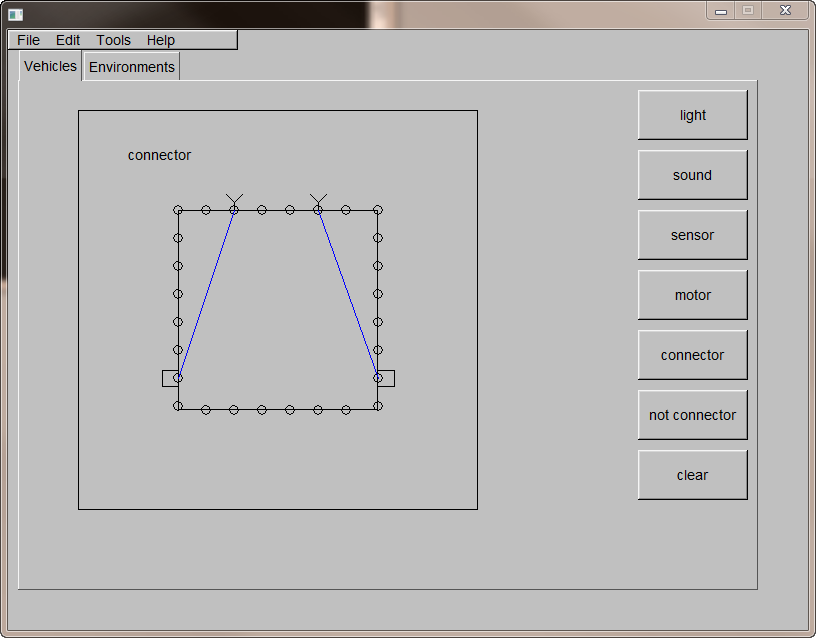 File Edit Tools Help
Vehicles Environments
connector
light
sound
sensor
motor
connector
not connector
clear